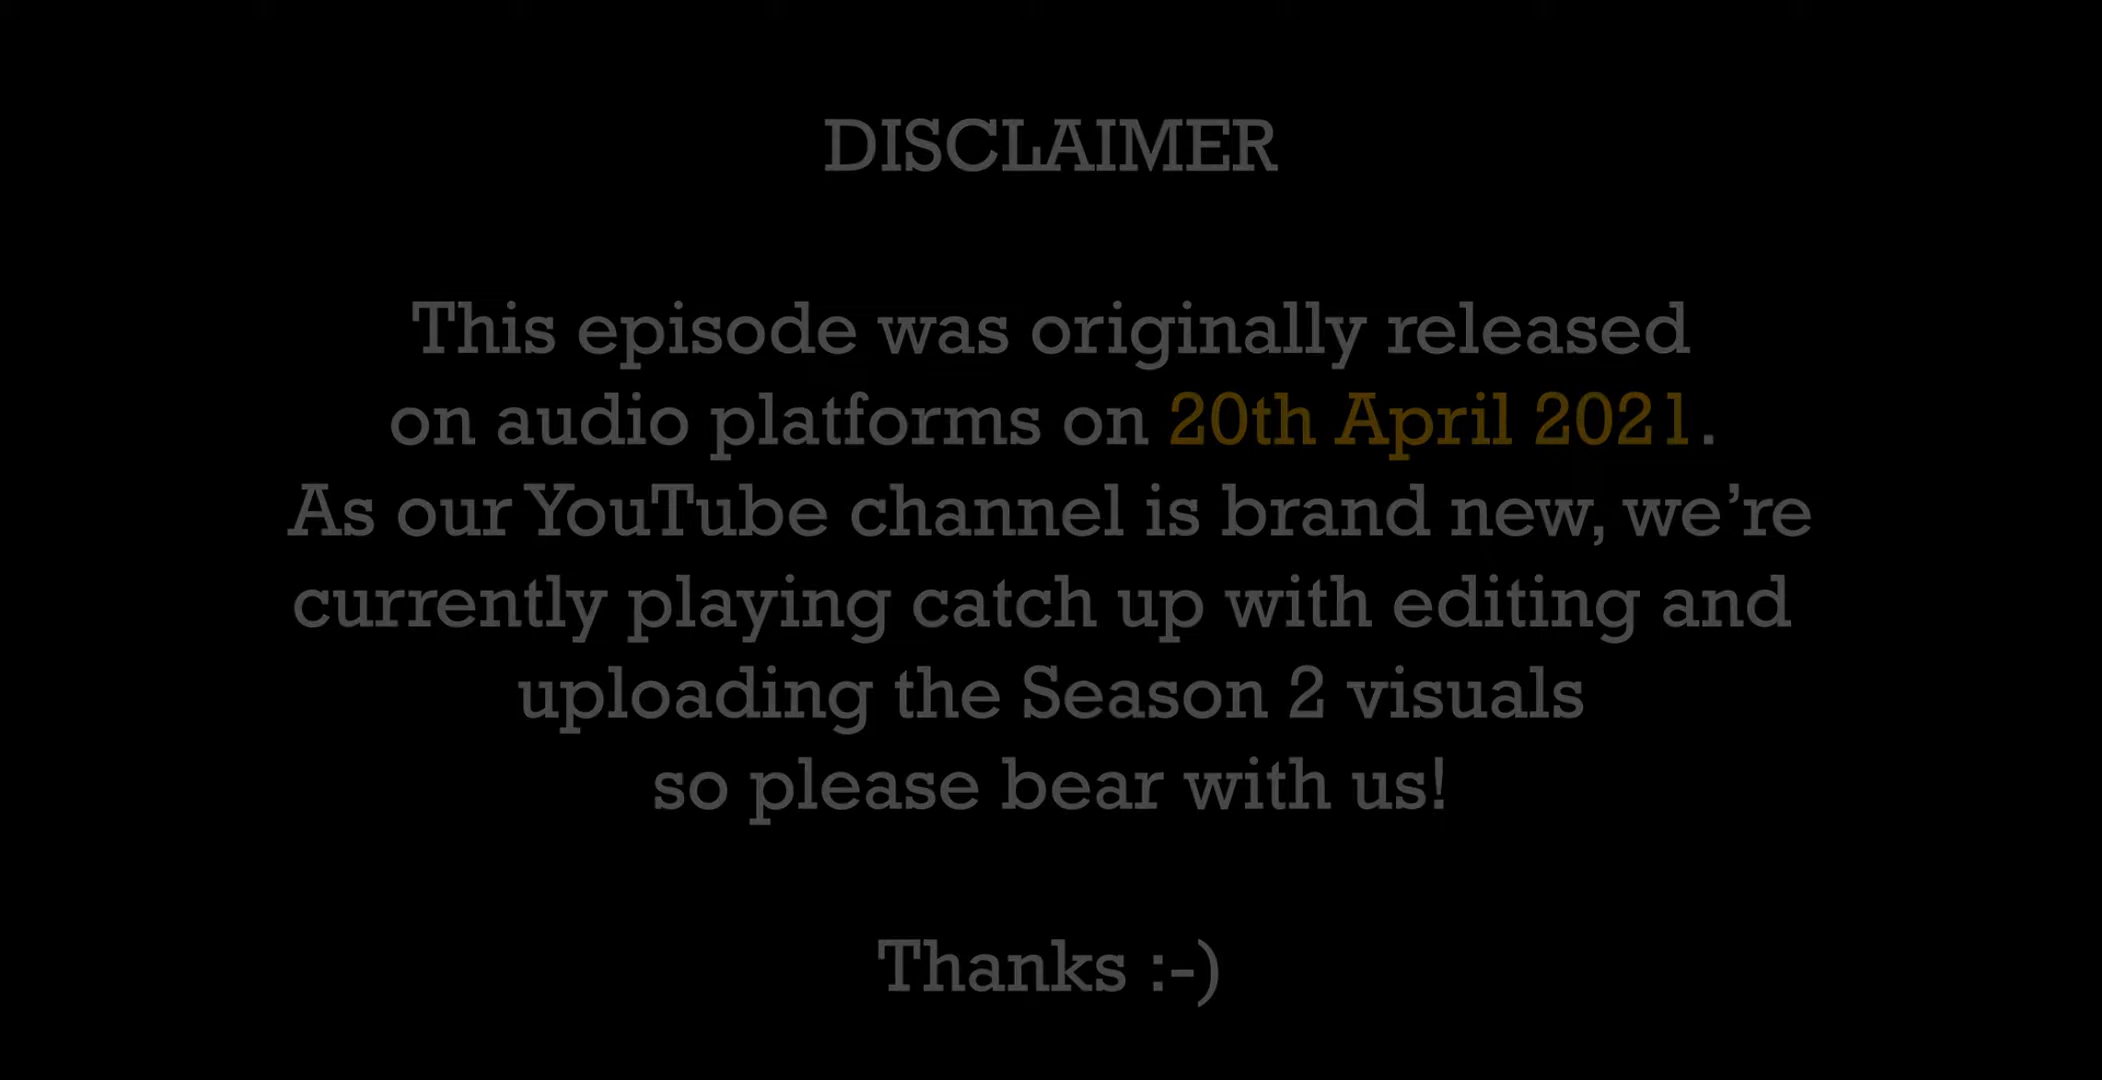 DISCLAIMER
This episode was originally released
on audio platforms on 20th April 2021.
As our YouTube channel is brand new, we’re
currently playing catch up with editing and
uploading the Season 2 visuals
so please bear with us!
Thanks :-)